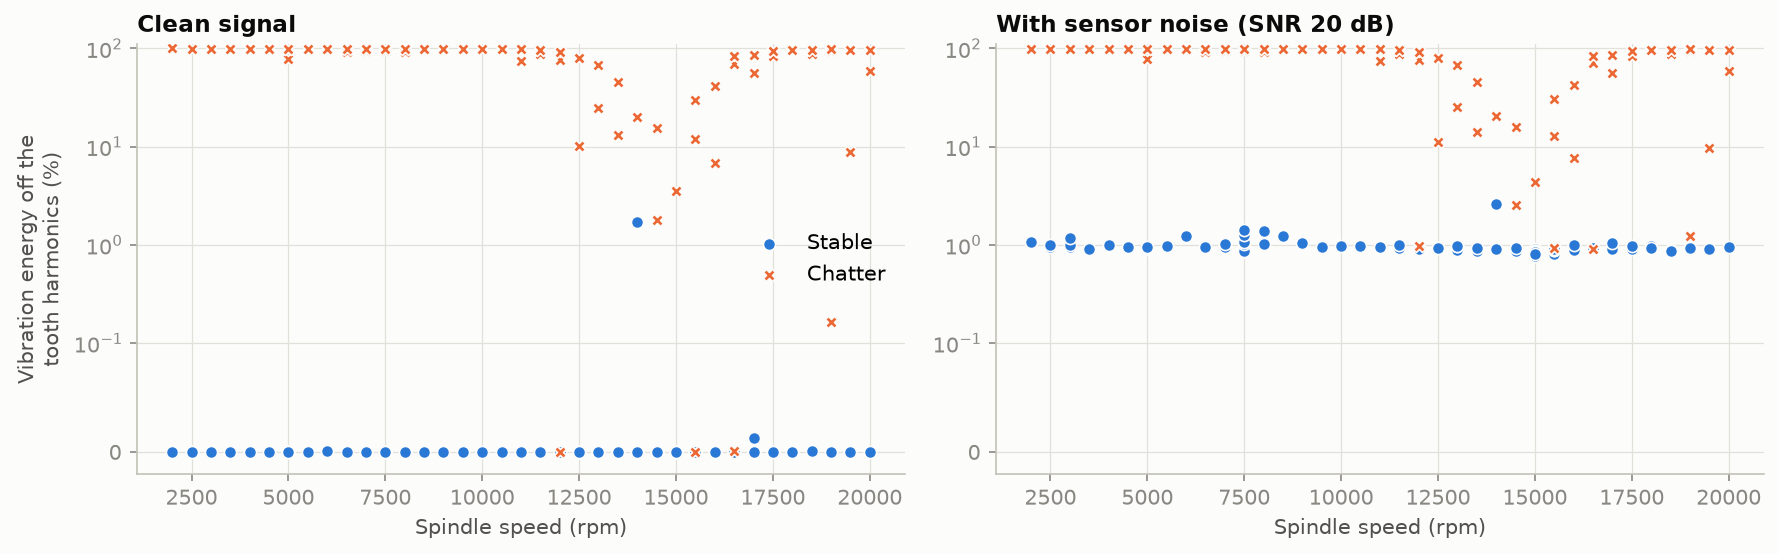 Clean signal
With sensor noise (SNR 20 dB)
Vibration energy off the
tooth harmonics (%)
10²
10¹
10⁰
10⁻¹
0
Stable
Chatter
2500 5000 7500 10000 12500 15000 17500 20000
Spindle speed (rpm)
10²
10¹
10⁰
10⁻¹
0
2500 5000 7500 10000 12500 15000 17500 20000
Spindle speed (rpm)